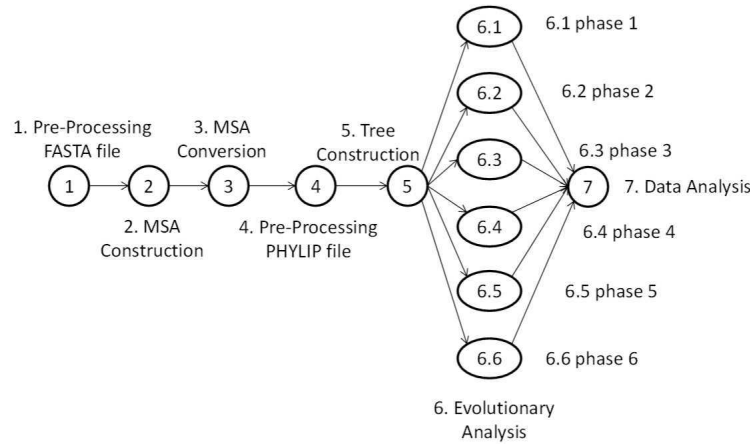 6.1
6.1 phase 1
6.2
6.2 phase 2
1. Pre-Processing
FASTA file
3. MSA
Conversion
5. Tree
Construction
6.3
6.3 phase 3
1
2
3
4
5
7
7. Data Analysis
2. MSA
Construction
4. Pre-Processing
PHYLIP file
6.4
6.4 phase 4
6.5
6.5 phase 5
6.6
6.6 phase 6
6. Evolutionary
Analysis